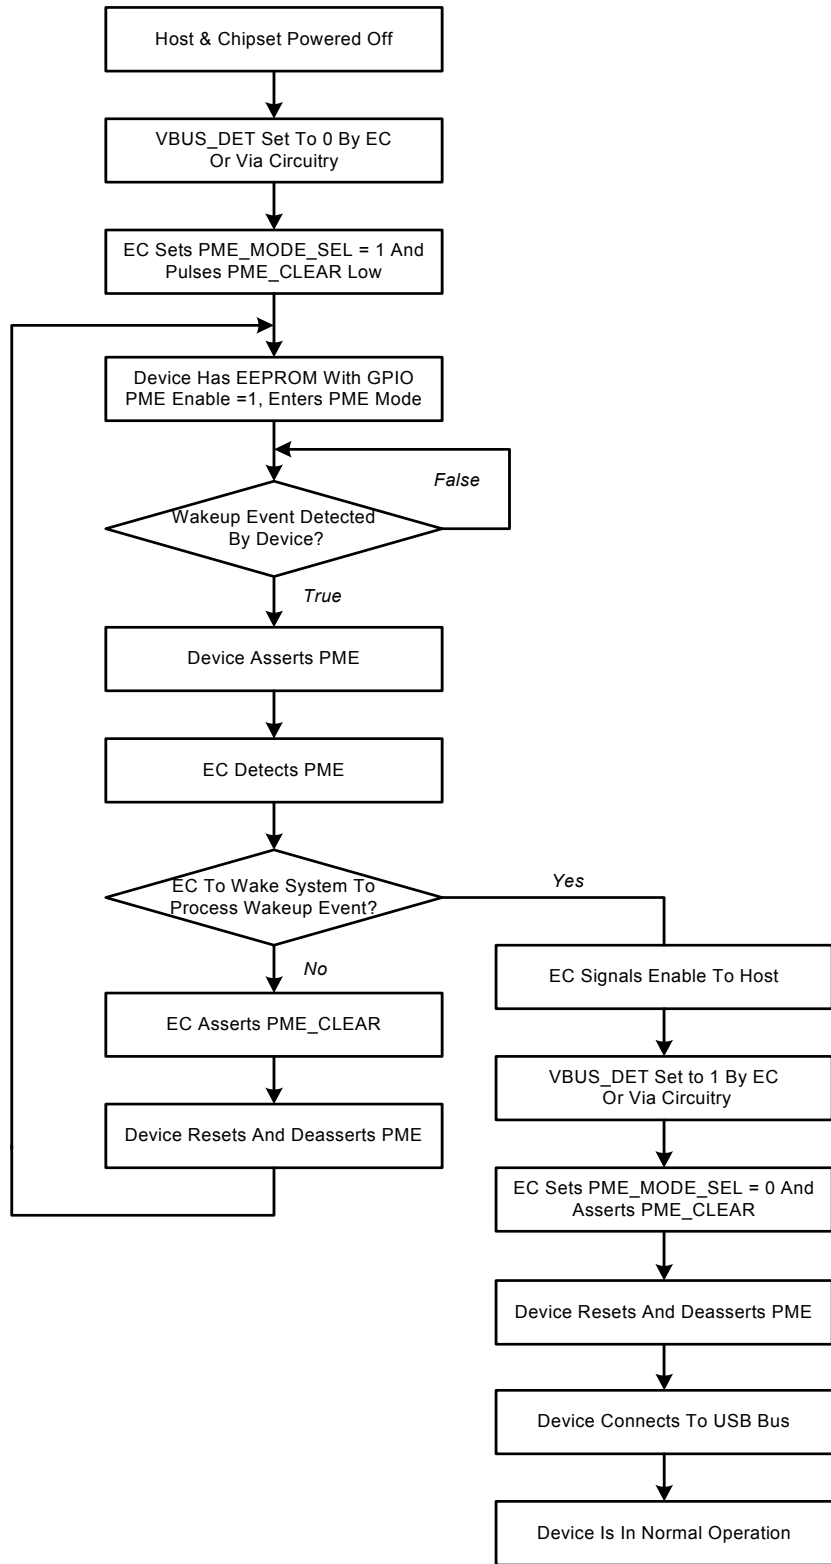 Host & Chipset Powered Off
VBUS_DET Set To 0 By EC
Or Via Circuitry
EC Sets PME_MODE_SEL = 1 And
Pulses PME_CLEAR Low
Device Has EEPROM With GPIO
PME Enable =1, Enters PME Mode
False
Wakeup Event Detected
By Device?
True
Device Asserts PME
EC Detects PME
EC To Wake System To
Process Wakeup Event?
Yes
No
EC Signals Enable To Host
EC Asserts PME_CLEAR
VBUS_DET Set to 1 By EC
Or Via Circuitry
Device Resets And Deasserts PME
EC Sets PME_MODE_SEL = 0 And
Asserts PME_CLEAR
Device Resets And Deasserts PME
Device Connects To USB Bus
Device Is In Normal Operation